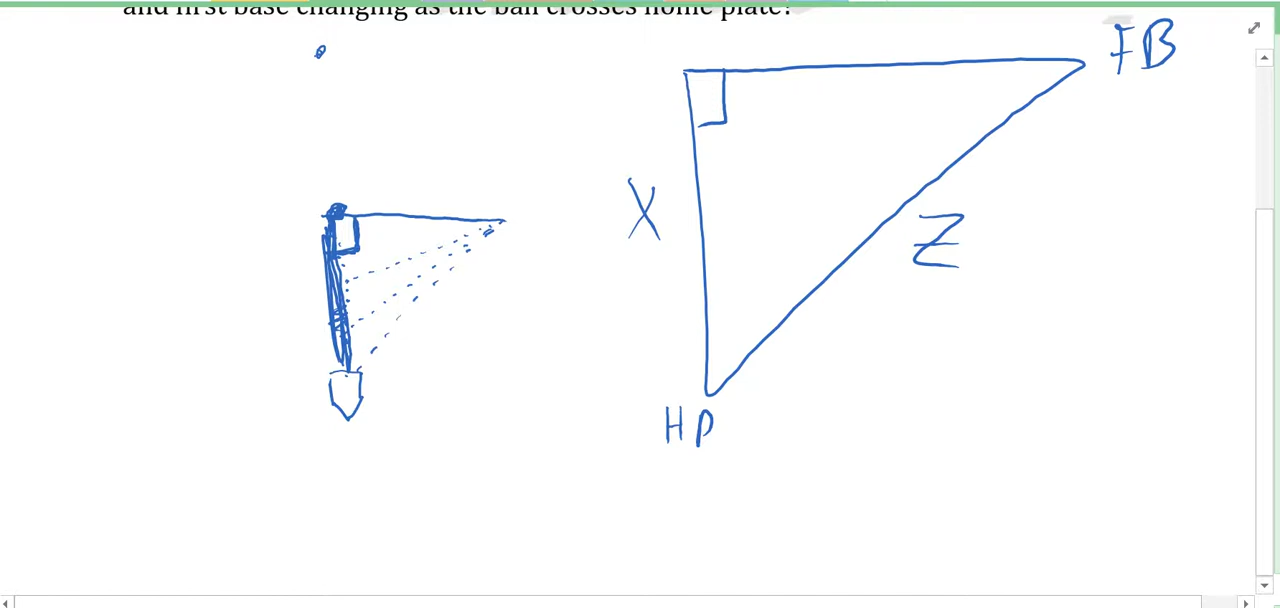 and first base changing as the ball crosses home plate?
FB
X
Z
HP